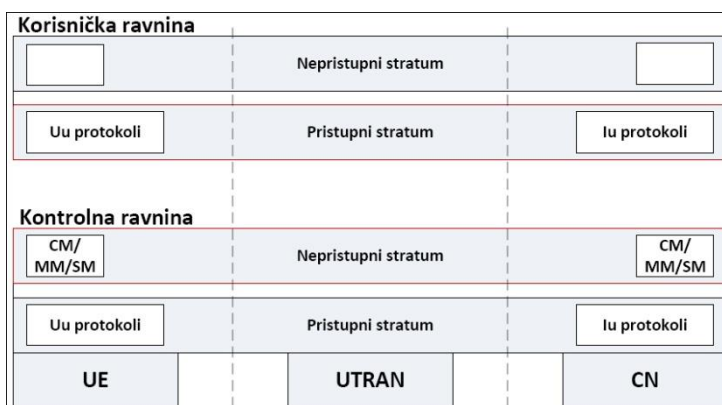 Korisnička ravnina
Nepristupni stratum
Uu protokoli
Pristupni stratum
Iu protokoli
Kontrolna ravnina
CM/
MM/SM
Nepristupni stratum
CM/
MM/SM
Uu protokoli
Pristupni stratum
Iu protokoli
UE
UTRAN
CN